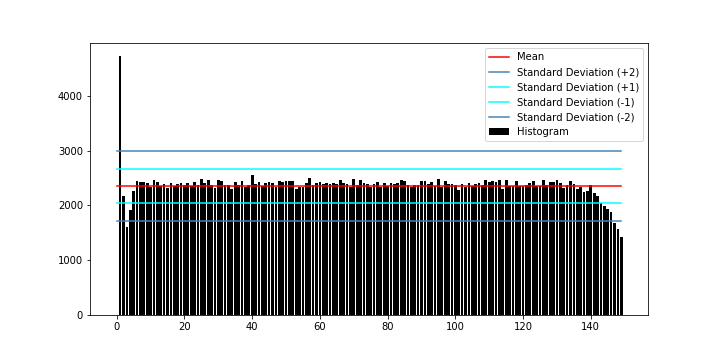 Mean
Standard Deviation (+2)
Standard Deviation (+1)
Standard Deviation (-1)
Standard Deviation (-2)
Histogram
4000
3000
2000
1000
0
0 20 40 60 80 100 120 140